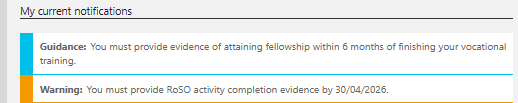 My current notifications
Guidance: You must provide evidence of attaining fellowship within 6 months of finishing your vocational
training.
Warning: You must provide RoSO activity completion evidence by 30/04/2026.